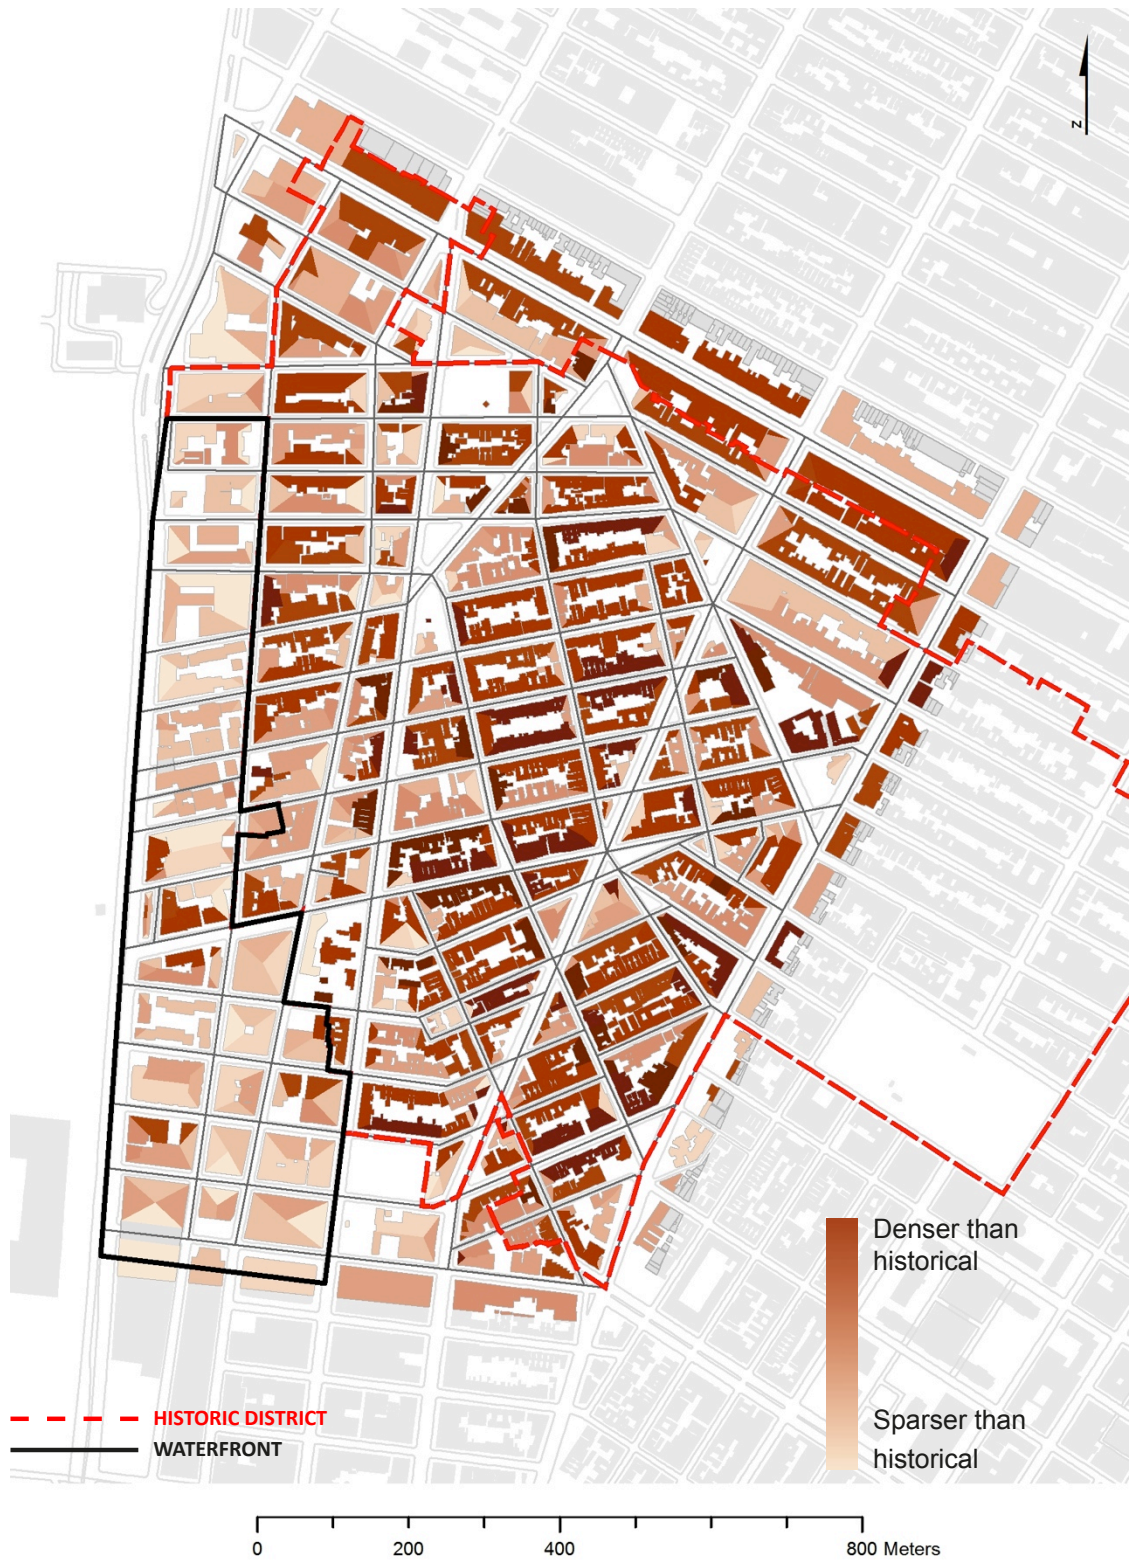 N
Denser than
historical
Sparser than
historical
HISTORIC DISTRICT
WATERFRONT
0 200 400 800 Meters